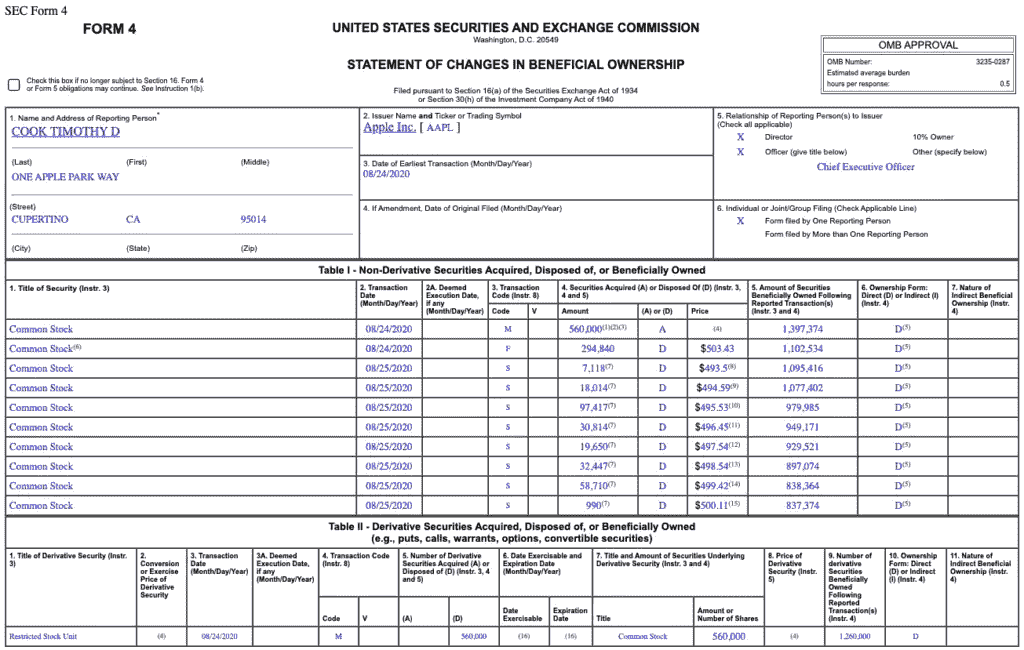 SEC Form 4
FORM 4
UNITED STATES SECURITIES AND EXCHANGE COMMISSION
Washington, D.C. 20549
STATEMENT OF CHANGES IN BENEFICIAL OWNERSHIP
Filed pursuant to Section 16(a) of the Securities Exchange Act of 1934
or Section 30(h) of the Investment Company Act of 1940
OMB APPROVAL
OMB Number: 3235-0287
Estimated average burden
hours per response: 0.5
Check this box if no longer subject to Section 16. Form 4
or Form 5 obligations may continue. See Instruction 1(b).
1. Name and Address of Reporting Person*
COOK TIMOTHY D
(Last) (First) (Middle)
ONE APPLE PARK WAY
(Street)
CUPERTINO CA 95014
(City) (State) (Zip)
2. Issuer Name and Ticker or Trading Symbol
Apple Inc. [ AAPL ]
3. Date of Earliest Transaction (Month/Day/Year)
08/24/2020
4. If Amendment, Date of Original Filed (Month/Day/Year)
5. Relationship of Reporting Person(s) to Issuer
(Check all applicable)
X Director 10% Owner
X Officer (give title below) Other (specify below)
Chief Executive Officer
6. Individual or Joint/Group Filing (Check Applicable Line)
X Form filed by One Reporting Person
Form filed by More than One Reporting Person
Table I - Non-Derivative Securities Acquired, Disposed of, or Beneficially Owned
1. Title of Security (Instr. 3)
2. Transaction
Date
(Month/Day/Year)
2A. Deemed
Execution Date,
if any
(Month/Day/Year)
3. Transaction
Code (Instr. 8)
4. Securities Acquired (A) or Disposed Of (D) (Instr. 3,
4 and 5)
5. Amount of Securities
Beneficially Owned Following
Reported Transaction(s)
(Instr. 3 and 4)
6. Ownership Form:
Direct (D) or Indirect (I)
(Instr. 4)
7. Nature of
Indirect Beneficial
Ownership (Instr.
4)
Code V Amount (A) or (D) Price
Common Stock 08/24/2020 M 560,000(1)(2)(3) A (4) 1,397,374 D(5)
Common Stock(6) 08/24/2020 F 294,840 D $503.43 1,102,534 D(5)
Common Stock 08/25/2020 S 7,118(7) D $493.5(8) 1,095,416 D(5)
Common Stock 08/25/2020 S 18,014(7) D $494.59(9) 1,077,402 D(5)
Common Stock 08/25/2020 S 97,417(7) D $495.53(10) 979,985 D(5)
Common Stock 08/25/2020 S 30,814(7) D $496.45(11) 949,171 D(5)
Common Stock 08/25/2020 S 19,650(7) D $497.54(12) 929,521 D(5)
Common Stock 08/25/2020 S 32,447(7) D $498.54(13) 897,074 D(5)
Common Stock 08/25/2020 S 58,710(7) D $499.42(14) 838,364 D(5)
Common Stock 08/25/2020 S 990(7) D $500.11(15) 837,374 D(5)
Table II - Derivative Securities Acquired, Disposed of, or Beneficially Owned
(e.g., puts, calls, warrants, options, convertible securities)
1. Title of Derivative Security (Instr.
3)
2.
Conversion
or Exercise
Price of
Derivative
Security
3. Transaction
Date
(Month/Day/Year)
3A. Deemed
Execution Date,
if any
(Month/Day/Year)
4. Transaction Code
(Instr. 8)
5. Number of Derivative
Securities Acquired (A) or
Disposed of (D) (Instr. 3, 4
and 5)
6. Date Exercisable and
Expiration Date
(Month/Day/Year)
7. Title and Amount of Securities Underlying
Derivative Security (Instr. 3 and 4)
8. Price of
Derivative
Security (Instr.
5)
9. Number of
derivative
Securities
Beneficially
Owned
Following
Reported
Transaction(s)
(Instr. 4)
10. Ownership
Form: Direct
(D) or Indirect
(I) (Instr. 4)
11. Nature of
Indirect Beneficial
Ownership (Instr.
4)
Code V (A) (D)
Date
Exercisable
Expiration
Date
Title
Amount or
Number of Shares
Restricted Stock Unit (4) 08/24/2020 M 560,000 (16) (16) Common Stock 560,000 (4) 1,260,000 D